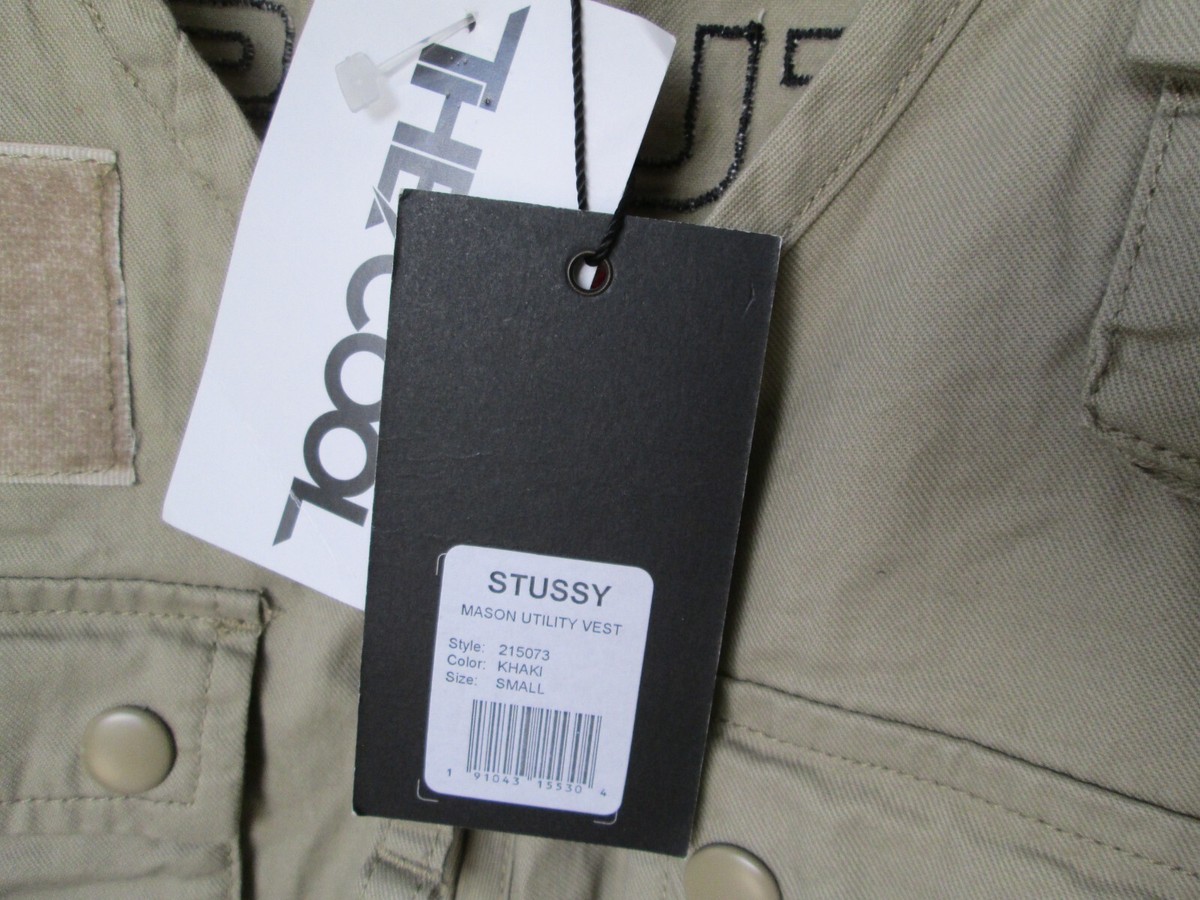 THE COOL
STUSSY
MASON UTILITY VEST
Style: 215073
Color: KHAKI
Size: SMALL
1 91043 15530 4